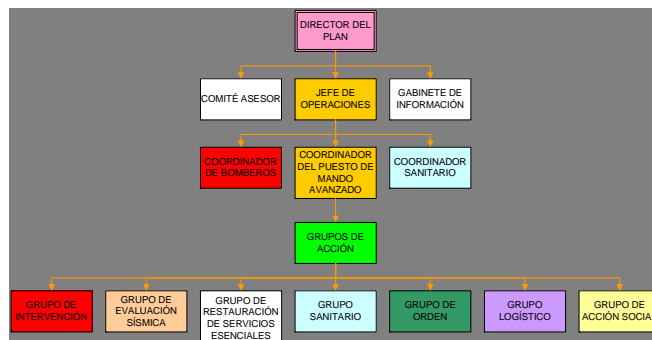 DIRECTOR DEL
PLAN
COMITÉ ASESOR
JEFE DE
OPERACIONES
GABINETE DE
INFORMACIÓN
COORDINADOR
DE BOMBEROS
COORDINADOR
DEL PUESTO DE
MANDO
AVANZADO
COORDINADOR
SANITARIO
GRUPOS DE
ACCIÓN
GRUPO DE
INTERVENCIÓN
GRUPO DE
EVALUACIÓN
SÍSMICA
GRUPO DE
RESTAURACIÓN
DE SERVICIOS
ESENCIALES
GRUPO
SANITARIO
GRUPO DE
ORDEN
GRUPO
LOGÍSTICO
GRUPO DE
ACCIÓN SOCIAL